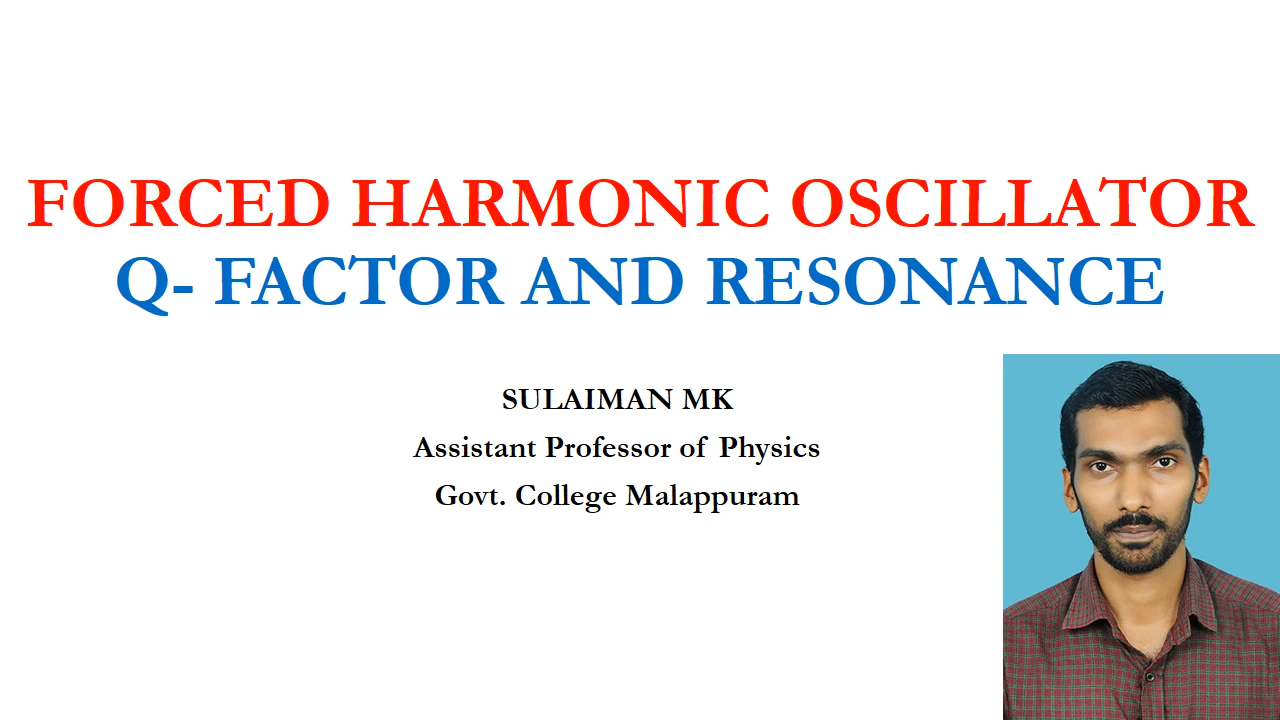 FORCED HARMONIC OSCILLATOR
Q- FACTOR AND RESONANCE
SULAIMAN MK
Assistant Professor of Physics
Govt. College Malappuram